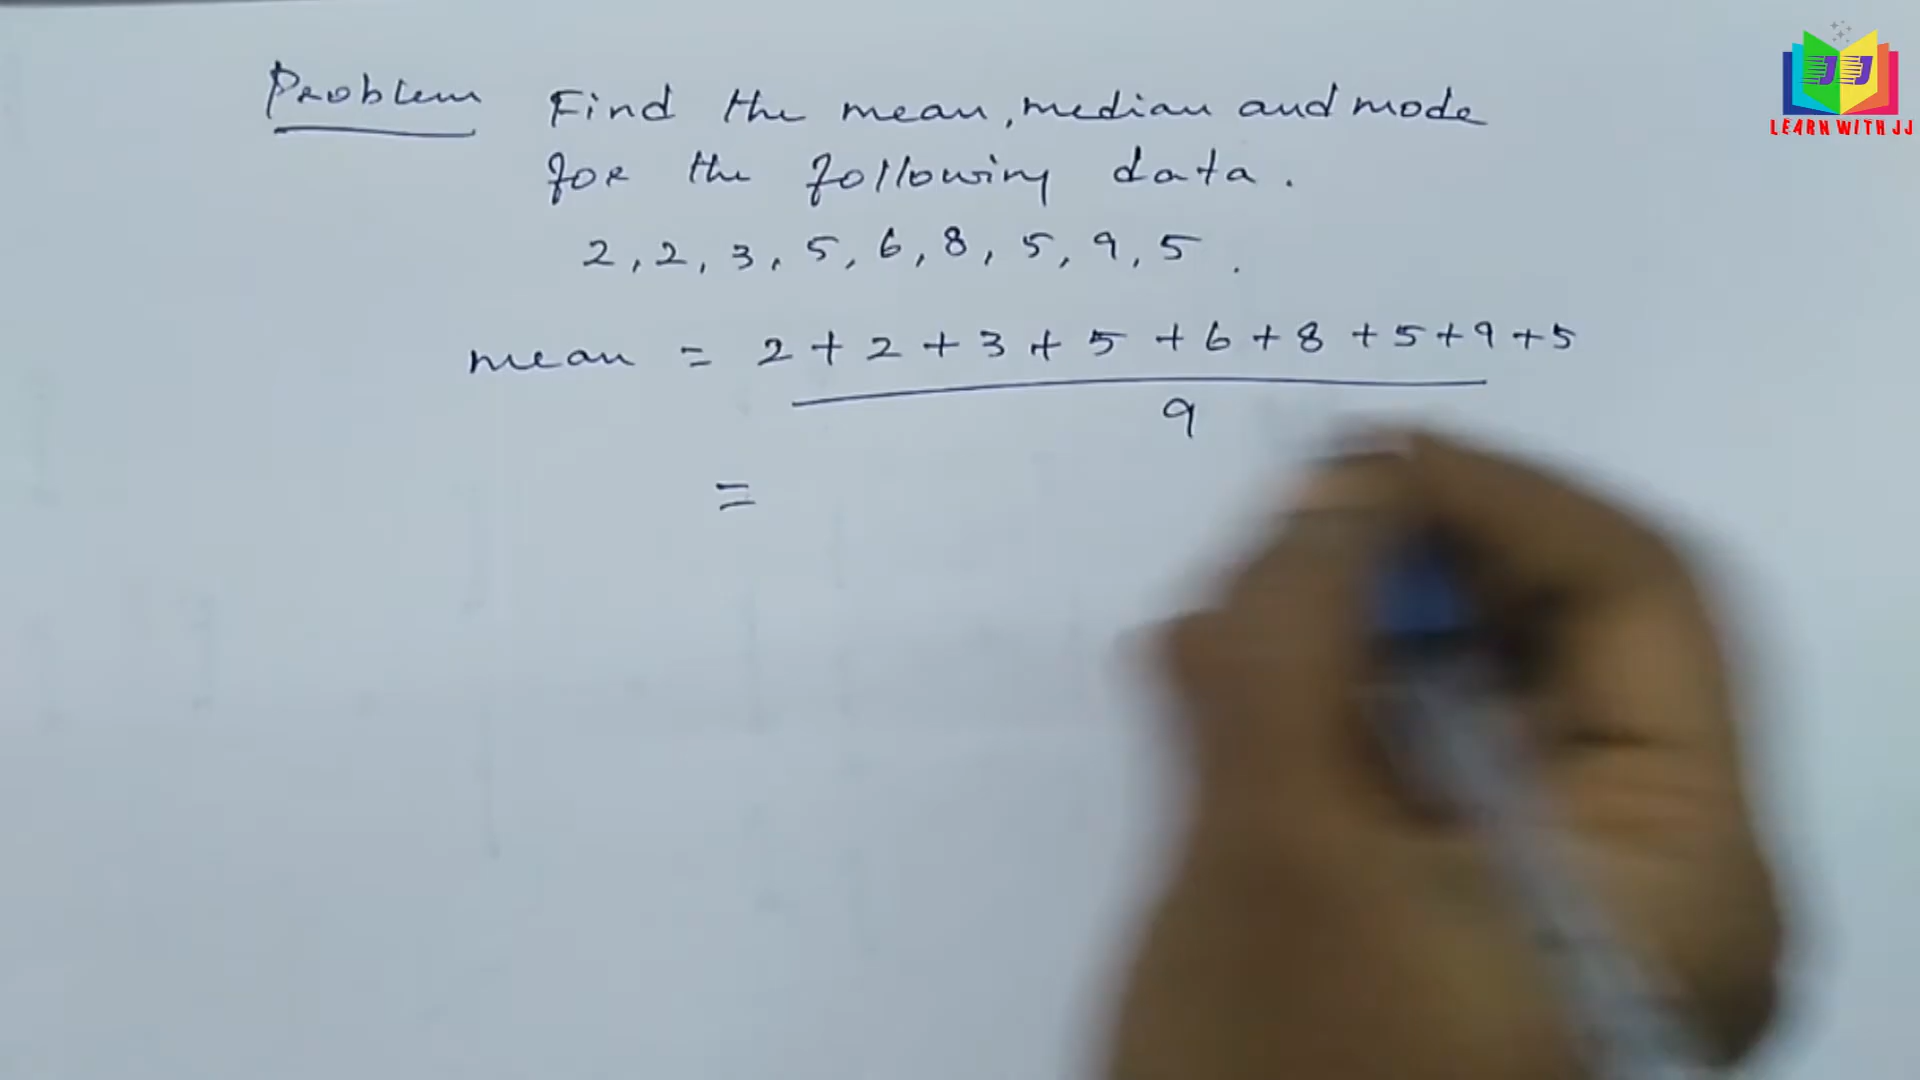 Problem Find the mean, median and mode
for the following data.
2, 2, 3, 5, 6, 8, 5, 9, 5.
mean = 2 + 2 + 3 + 5 + 6 + 8 + 5 + 9 + 5
9
=
JJ
LEARN WITH JJ